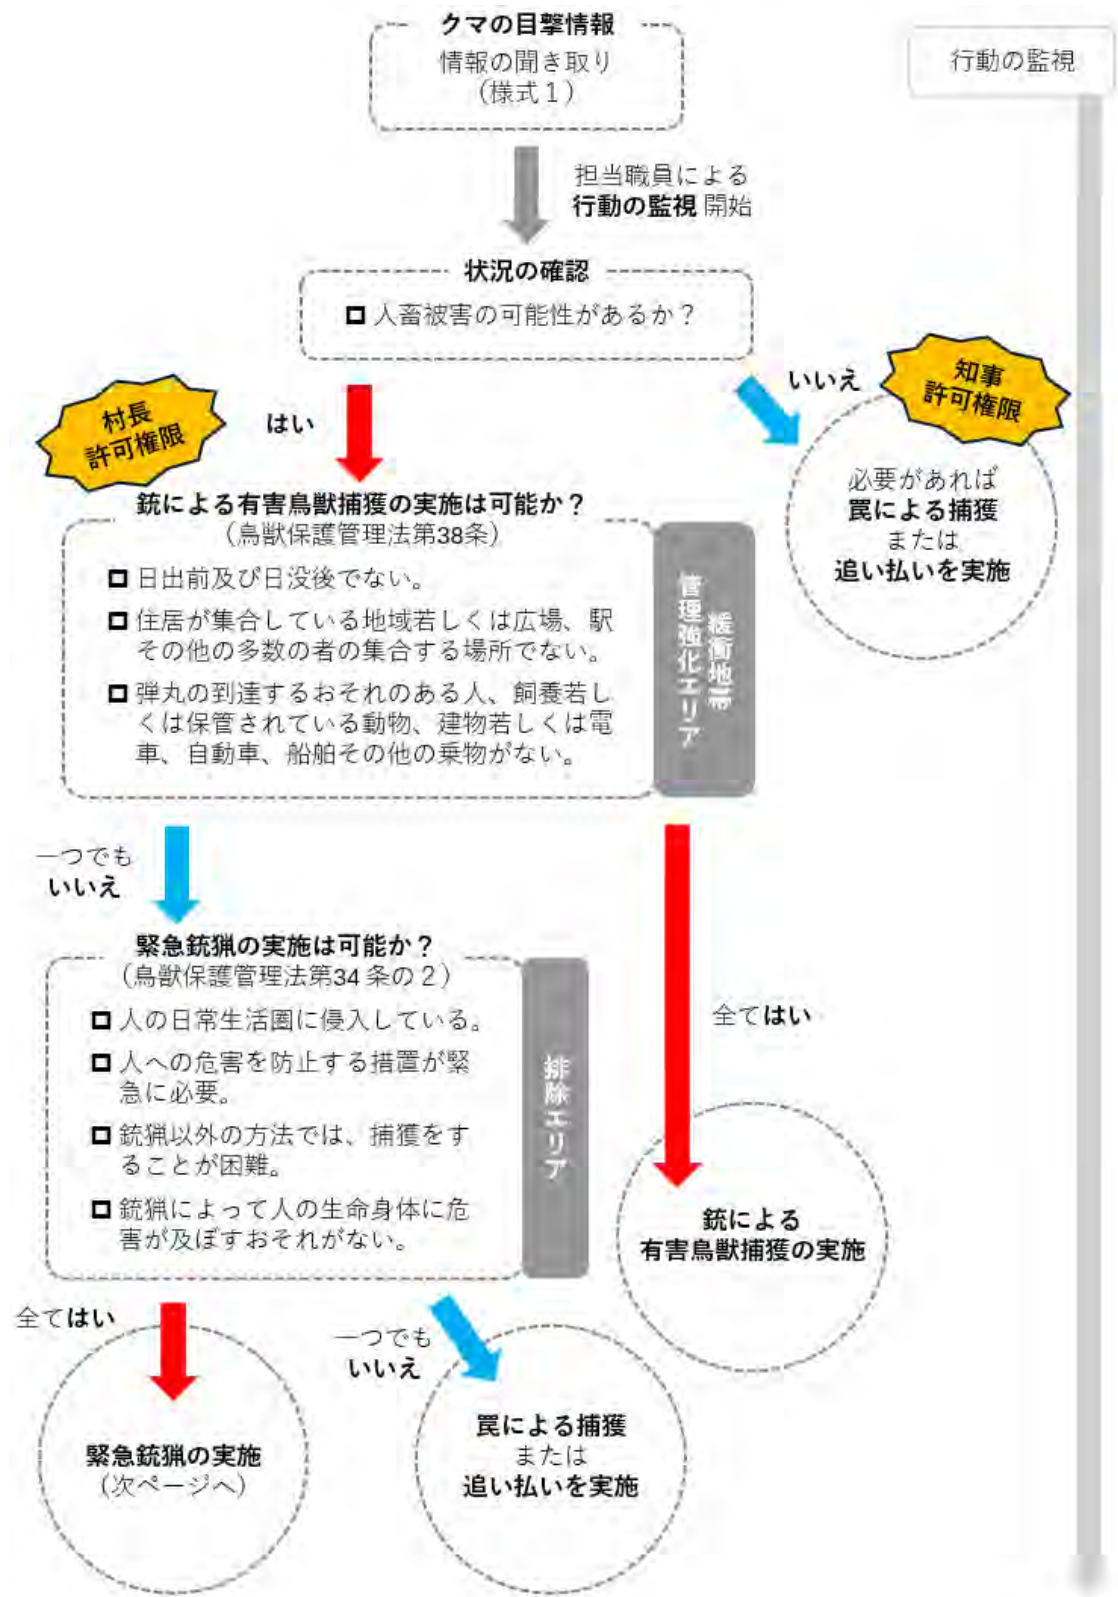 クマの目撃情報
情報の聞き取り
（様式１）
行動の監視
担当職員による
行動の監視 開始
状況の確認
人畜被害の可能性があるか？
いいえ
知事
許可権限
必要があれば
罠による捕獲
または
追い払いを実施
村長
許可権限
はい
銃による有害鳥獣捕獲の実施は可能か？
（鳥獣保護管理法第38条）
日出前及び日没後でない。
住居が集合している地域若しくは広場、駅
その他の多数の者の集合する場所でない。
弾丸の到達するおそれのある人、飼養若し
くは保管されている動物、建物若しくは電
車、自動車、船舶その他の乗物がない。
緩衝地帯
管理強化エリア
一つでも
いいえ
緊急銃猟の実施は可能か？
（鳥獣保護管理法第34 条の２）
人の日常生活圏に侵入している。
人への危害を防止する措置が緊
急に必要。
銃猟以外の方法では、捕獲をす
ることが困難。
銃猟によって人の生命身体に危
害が及ぼすおそれがない。
排除エリア
全てはい
銃による
有害鳥獣捕獲の実施
全てはい
緊急銃猟の実施
（次ページへ）
一つでも
いいえ
罠による捕獲
または
追い払いを実施